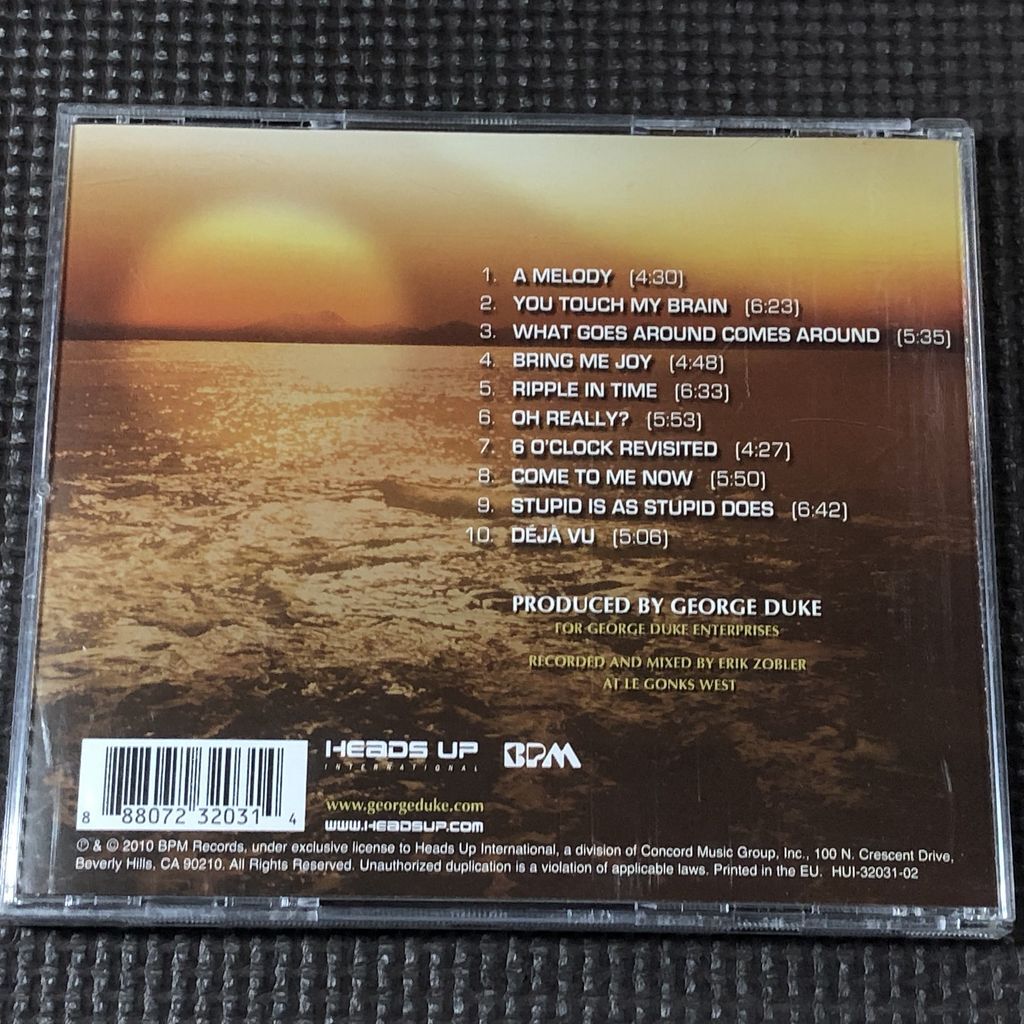 1. A MELODY (4:30)
2. YOU TOUCH MY BRAIN (6:23)
3. WHAT GOES AROUND COMES AROUND (5:35)
4. BRING ME JOY (4:48)
5. RIPPLE IN TIME (6:33)
6. OH REALLY? (5:53)
7. 6 O'CLOCK REVISITED (4:27)
8. COME TO ME NOW (5:50)
9. STUPID IS AS STUPID DOES (6:42)
10. DÉJÀ VU (5:06)
PRODUCED BY GEORGE DUKE
FOR GEORGE DUKE ENTERPRISES
RECORDED AND MIXED BY ERIK ZOBLER
AT LE GONKS WEST
HEADS UP
INTERNATIONAL
BPM
www.georgeduke.com
www.HEADSUP.com
8 88072 32031 4
℗ & © 2010 BPM Records, under exclusive license to Heads Up International, a division of Concord Music Group, Inc., 100 N. Crescent Drive,
Beverly Hills, CA 90210. All Rights Reserved. Unauthorized duplication is a violation of applicable laws. Printed in the EU. HUI-32031-02